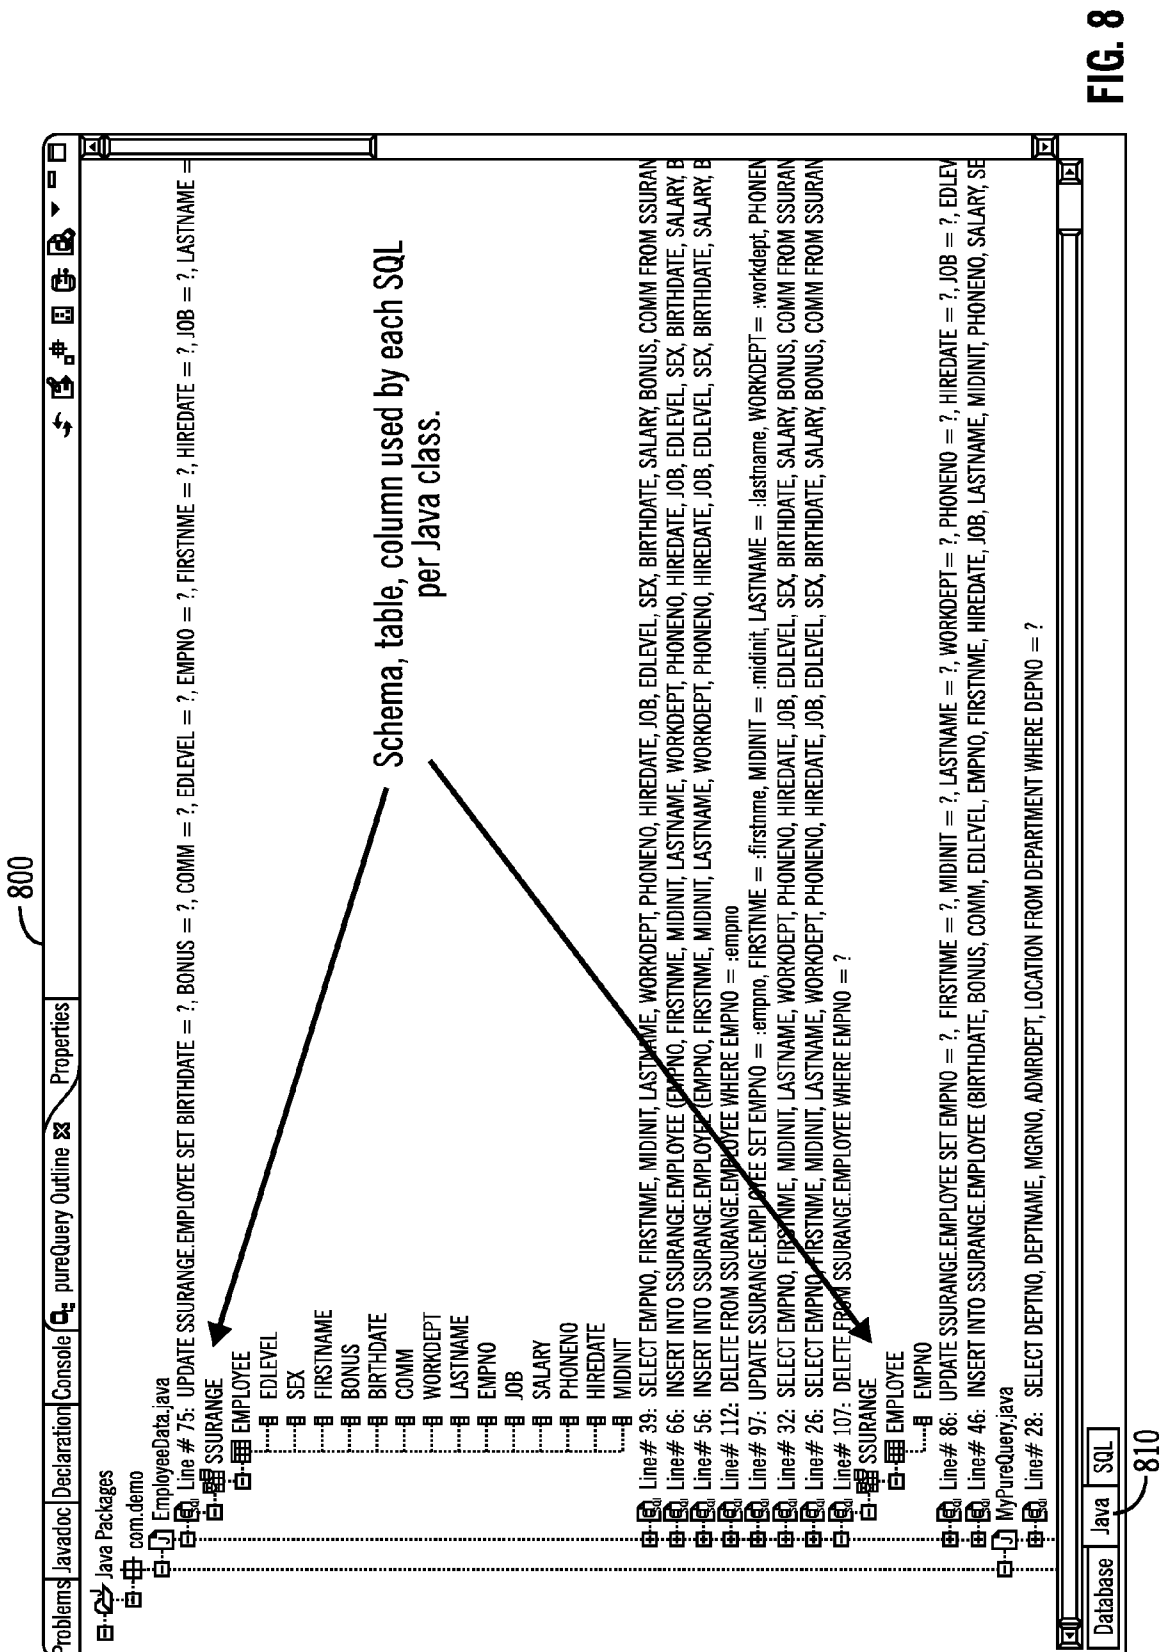 800
Problems Javadoc Declaration Console pureQuery Outline Properties
Java Packages
com.demo
EmployeeData.java
Line # 75: UPDATE SSURANGE.EMPLOYEE SET BIRTHDATE = ?, BONUS = ?, COMM = ?, EDLEVEL = ?, EMPNO = ?, FIRSTNME = ?, HIREDATE = ?, JOB = ?, LASTNAME =
SSURANGE
EMPLOYEE
EDLEVEL
SEX
FIRSTNAME
BONUS
BIRTHDATE
COMM
WORKDEPT
LASTNAME
EMPNO
JOB
SALARY
PHONENO
HIREDATE
MIDINIT
Schema, table, column used by each SQL
per Java class.
Line# 39: SELECT EMPNO, FIRSTNME, MIDINIT, LASTNAME, WORKDEPT, PHONENO, HIREDATE, JOB, EDLEVEL, SEX, BIRTHDATE, SALARY, BONUS, COMM FROM SSURAN
Line# 66: INSERT INTO SSURANGE.EMPLOYEE (EMPNO, FIRSTNME, MIDINIT, LASTNAME, WORKDEPT, PHONENO, HIREDATE, JOB, EDLEVEL, SEX, BIRTHDATE, SALARY, B
Line# 56: INSERT INTO SSURANGE.EMPLOYEE (EMPNO, FIRSTNME, MIDINIT, LASTNAME, WORKDEPT, PHONENO, HIREDATE, JOB, EDLEVEL, SEX, BIRTHDATE, SALARY, B
Line# 112: DELETE FROM SSURANGE.EMPLOYEE WHERE EMPNO = :empno
Line# 97: UPDATE SSURANGE.EMPLOYEE SET EMPNO = :empno, FIRSTNME = :firstnme, MIDINIT = :midinit, LASTNAME = :lastname, WORKDEPT = :workdept, PHONEN
Line# 32: SELECT EMPNO, FIRSTNME, MIDINIT, LASTNAME, WORKDEPT, PHONENO, HIREDATE, JOB, EDLEVEL, SEX, BIRTHDATE, SALARY, BONUS, COMM FROM SSURAN
Line# 26: SELECT EMPNO, FIRSTNME, MIDINIT, LASTNAME, WORKDEPT, PHONENO, HIREDATE, JOB, EDLEVEL, SEX, BIRTHDATE, SALARY, BONUS, COMM FROM SSURAN
Line# 107: DELETE FROM SSURANGE.EMPLOYEE WHERE EMPNO = ?
SSURANGE
EMPLOYEE
EMPNO
Line# 86: UPDATE SSURANGE.EMPLOYEE SET EMPNO = ?, FIRSTNME = ?, MIDINIT = ?, LASTNAME = ?, WORKDEPT = ?, PHONENO = ?, HIREDATE = ?, JOB = ?, EDLEV
Line# 46: INSERT INTO SSURANGE.EMPLOYEE (BIRTHDATE, BONUS, COMM, EDLEVEL, EMPNO, FIRSTNME, HIREDATE, JOB, LASTNAME, MIDINIT, PHONENO, SALARY, SE
MyPureQuery.java
Line# 28: SELECT DEPTNO, DEPTNAME, MGRNO, ADMRDEPT, LOCATION FROM DEPARTMENT WHERE DEPNO = ?
Database Java SQL
810
FIG. 8